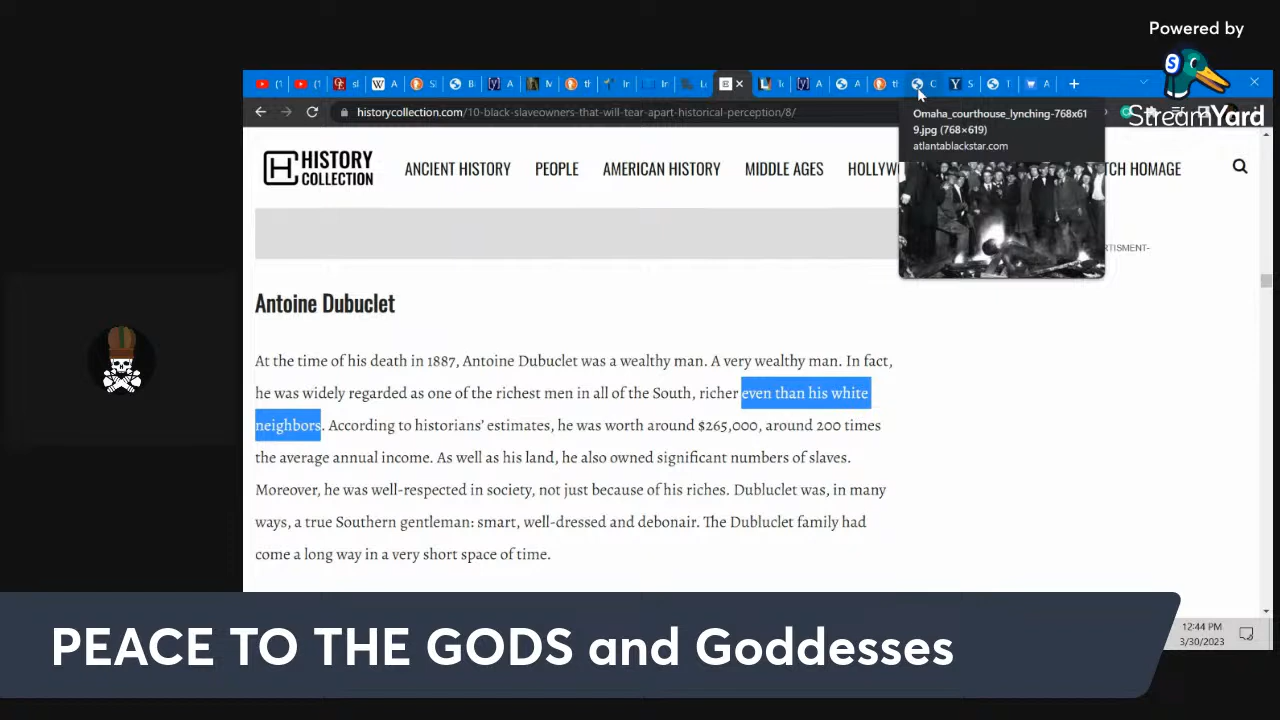 Powered by
StreamYard
historycollection.com/10-black-slaveowners-that-will-tear-apart-historical-perception/8/
Omaha_courthouse_lynching-768x61
9.jpg (768×619)
atlantablackstar.com
HISTORY
COLLECTION
ANCIENT HISTORY PEOPLE AMERICAN HISTORY MIDDLE AGES HOLLYW TCH HOMAGE
RTISMENT-
Antoine Dubuclet
At the time of his death in 1887, Antoine Dubuclet was a wealthy man. A very wealthy man. In fact,
he was widely regarded as one of the richest men in all of the South, richer even than his white
neighbors. According to historians' estimates, he was worth around $265,000, around 200 times
the average annual income. As well as his land, he also owned significant numbers of slaves.
Moreover, he was well-respected in society, not just because of his riches. Dubluclet was, in many
ways, a true Southern gentleman: smart, well-dressed and debonair. The Dubluclet family had
come a long way in a very short space of time.
12:44 PM
3/30/2023
PEACE TO THE GODS and Goddesses